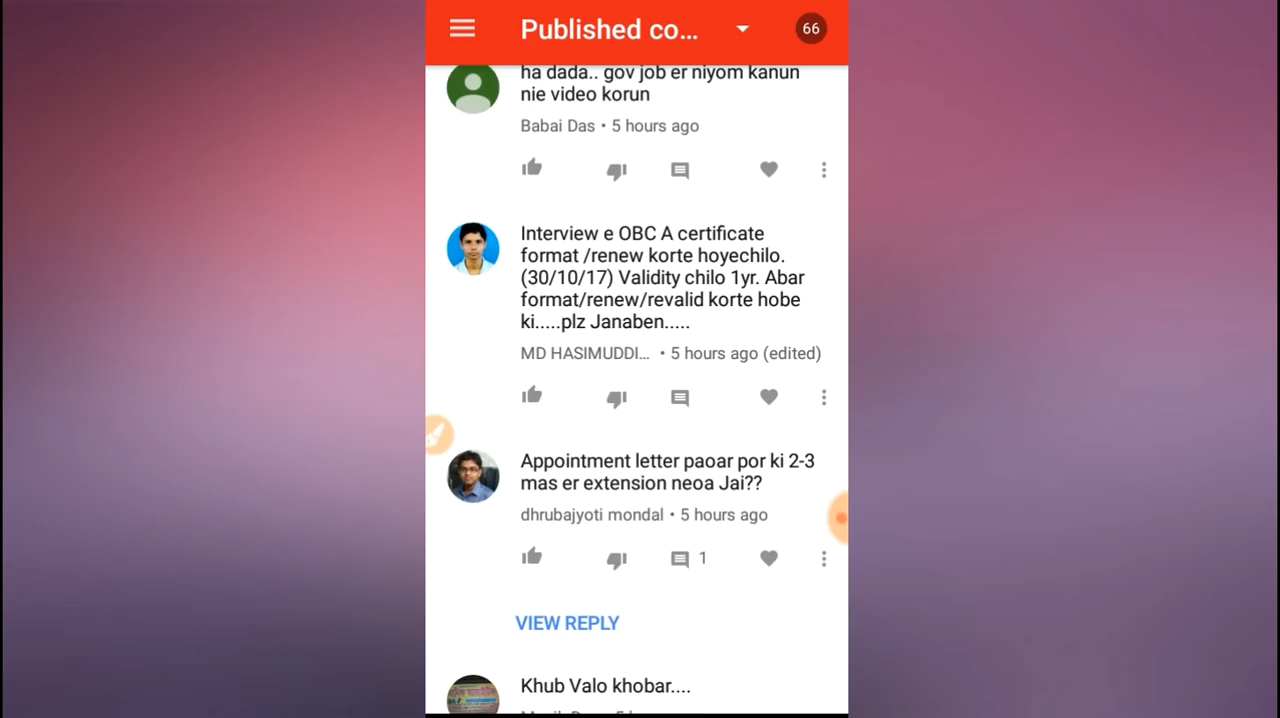 Published co...
66
ha dada.. gov job er niyom kanun
nie video korun
Babai Das • 5 hours ago
Interview e OBC A certificate
format /renew korte hoyechilo.
(30/10/17) Validity chilo 1yr. Abar
format/renew/revalid korte hobe
ki.....plz Janaben.....
MD HASIMUDDI... • 5 hours ago (edited)
Appointment letter paoar por ki 2-3
mas er extension neoa Jai??
dhrubajyoti mondal • 5 hours ago
1
VIEW REPLY
Khub Valo khobar....